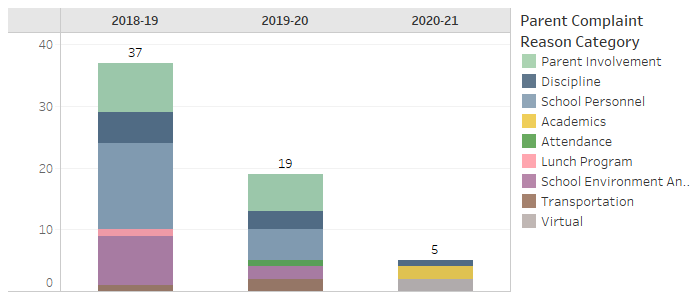 2018-19 2019-20 2020-21
Parent Complaint
Reason Category
Parent Involvement
Discipline
School Personnel
Academics
Attendance
Lunch Program
School Environment An..
Transportation
Virtual
40
30
20
10
0
37
19
5